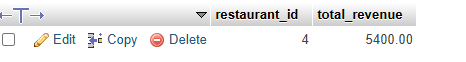 restaurant_id total_revenue
Edit Copy Delete 4 5400.00